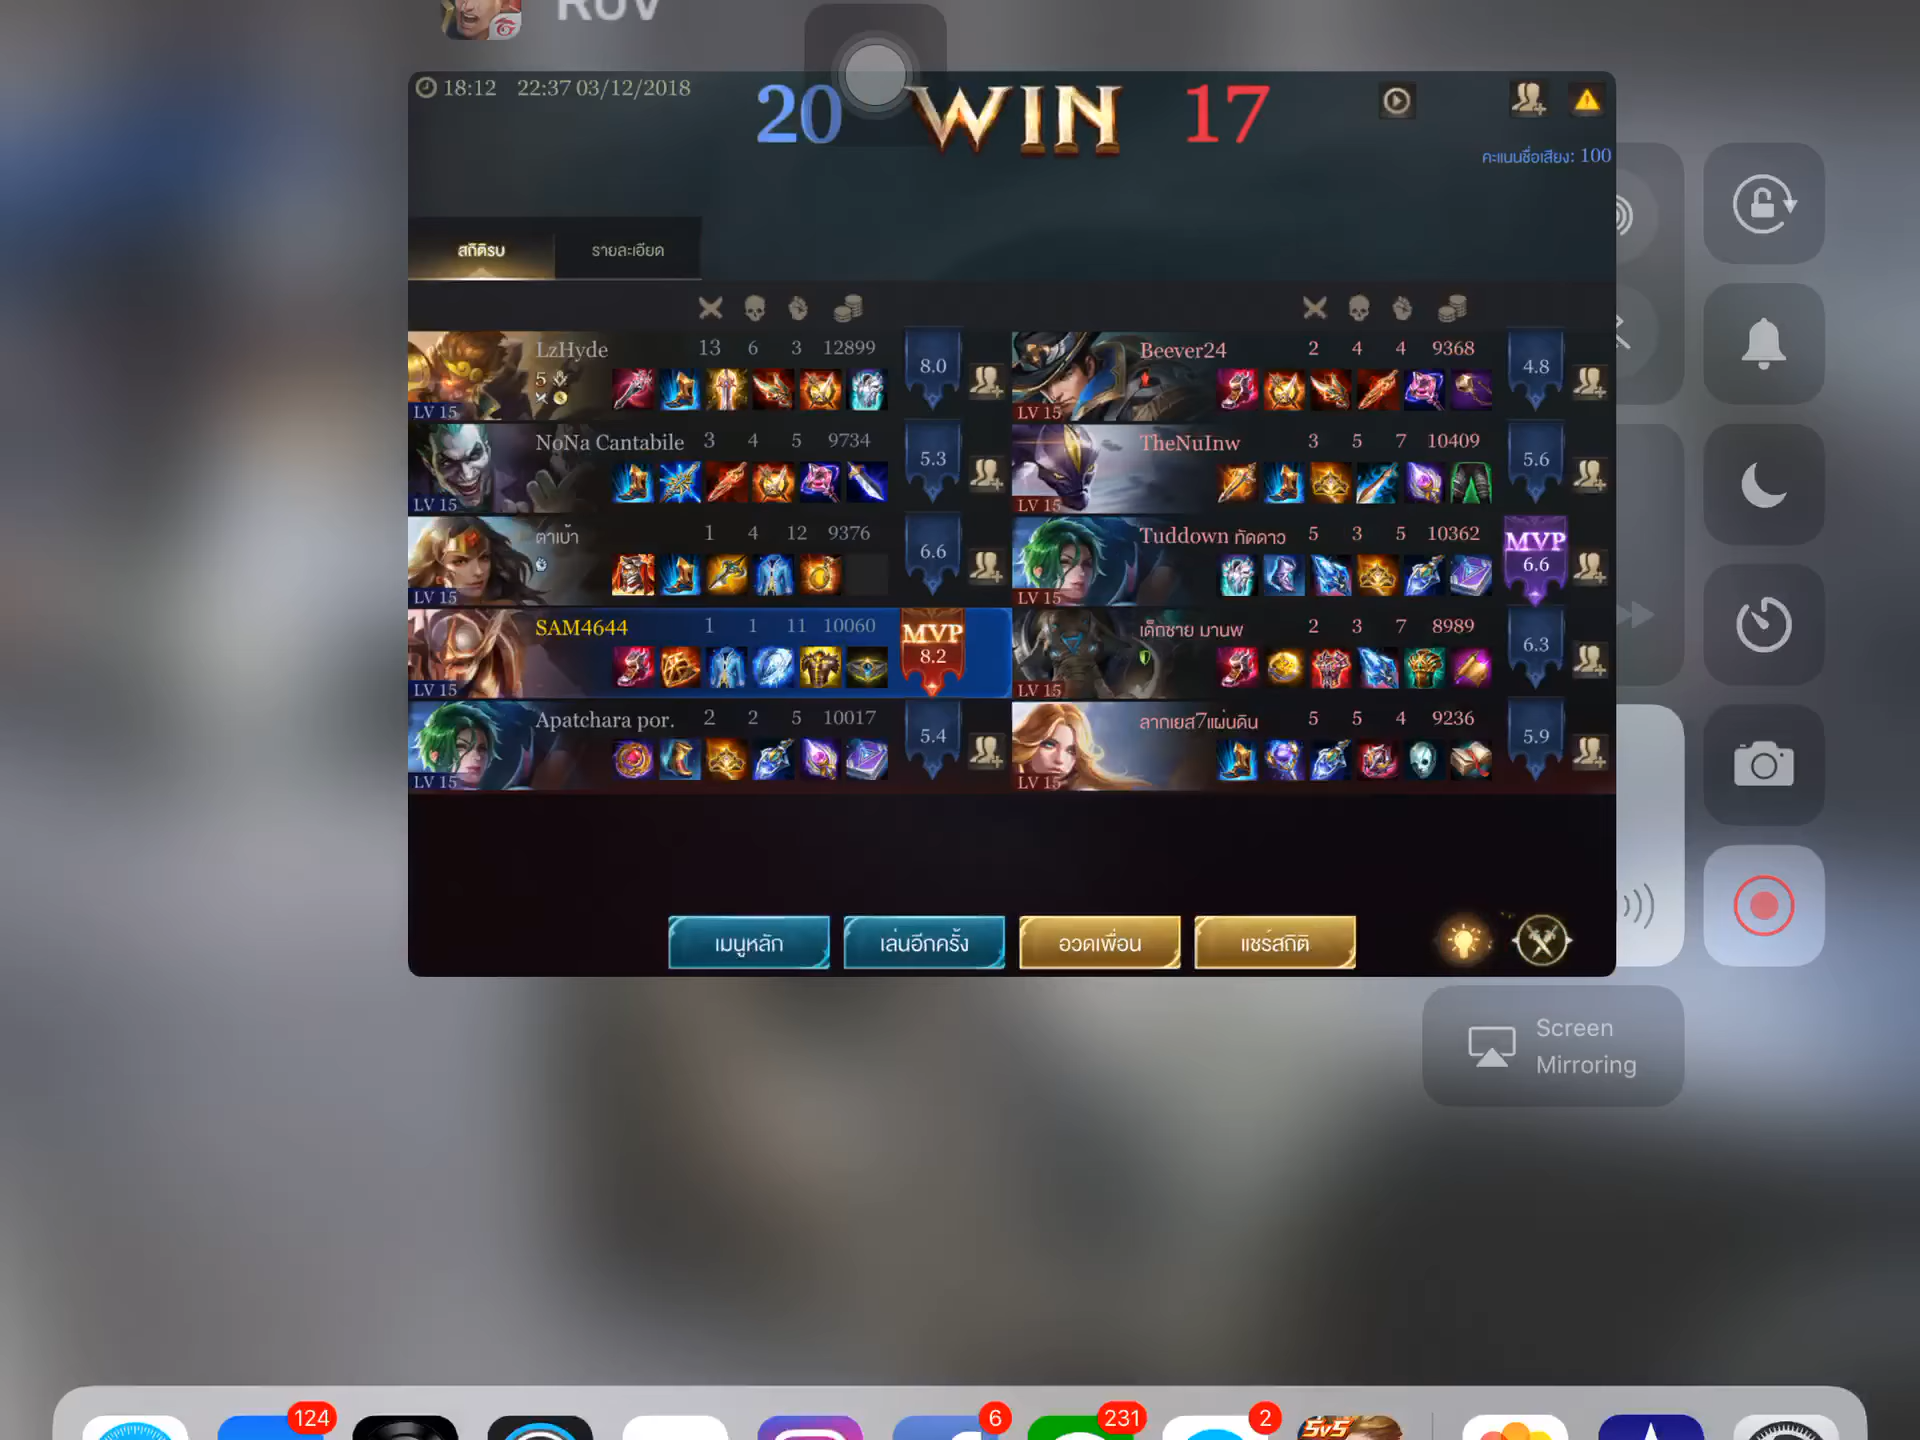 RoV
18:12 22:37 03/12/2018
20 WIN 17
คะแนนชื่อเสียง: 100
สถิติรบ รายละเอียด
LzHyde 13 6 3 12899 8.0
5
LV 15
Beever24 2 4 4 9368 4.8
LV 15
NoNa Cantabile 3 4 5 9734 5.3
LV 15
TheNuInw 3 5 7 10409 5.6
LV 15
ตาเบ้า 1 4 12 9376 6.6
LV 15
Tuddown ทัดดาว 5 3 5 10362 MVP 6.6
LV 15
SAM4644 1 1 11 10060 MVP 8.2
LV 15
เด็กชาย มานพ 2 3 7 8989 6.3
LV 15
Apatchara por. 2 2 5 10017 5.4
LV 15
ลากเยส7แผ่นดิน 5 5 4 9236 5.9
LV 15
เมนูหลัก เล่นอีกครั้ง อวดเพื่อน แชร์สถิติ
Screen
Mirroring
124 6 231 2
5V5